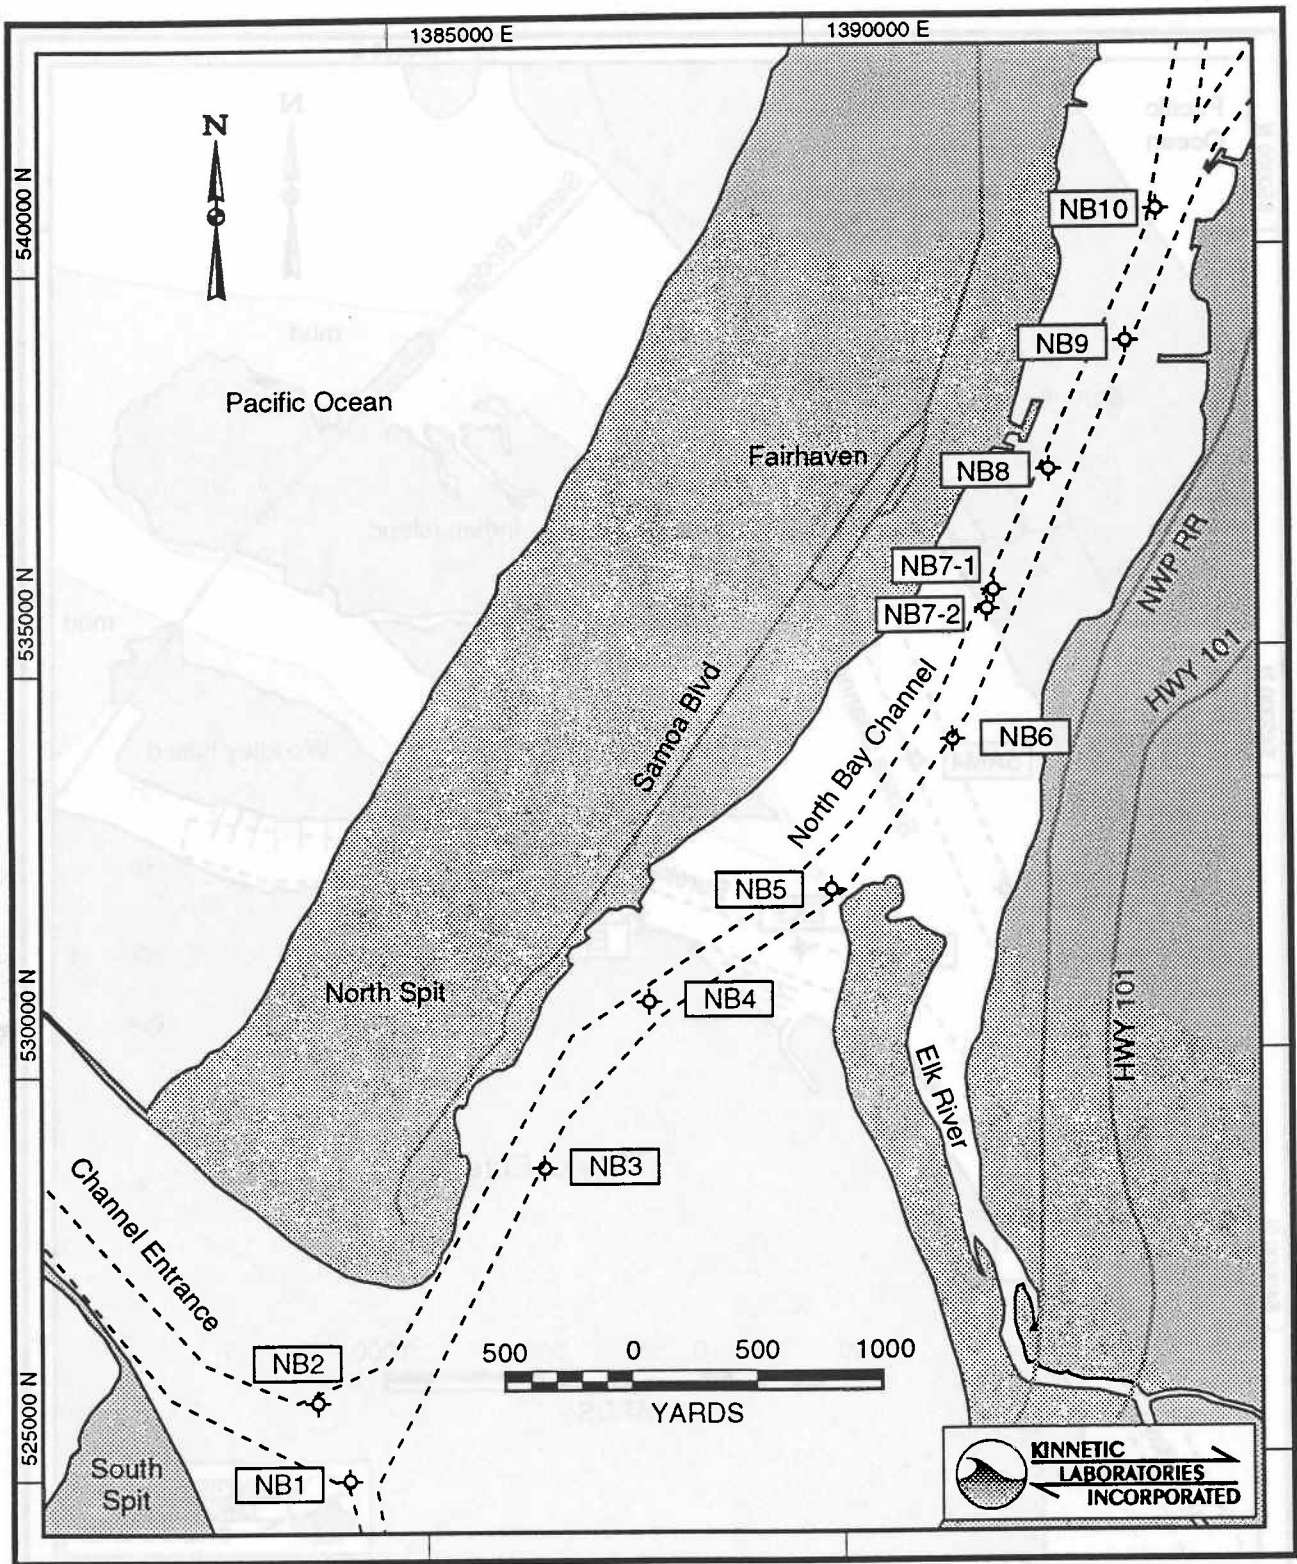 1385000 E
1390000 E
N
540000 N
NB10
NB9
Pacific Ocean
Fairhaven
NB8
NWP RR
NB7-1
NB7-2
535000 N
HWY 101
Samoa Blvd
North Bay Channel
NB6
NB5
North Spit
NB4
530000 N
HWY 101
Elk River
NB3
Channel Entrance
500 0 500 1000
YARDS
NB2
525000 N
South
Spit
NB1
KINNETIC
LABORATORIES
INCORPORATED